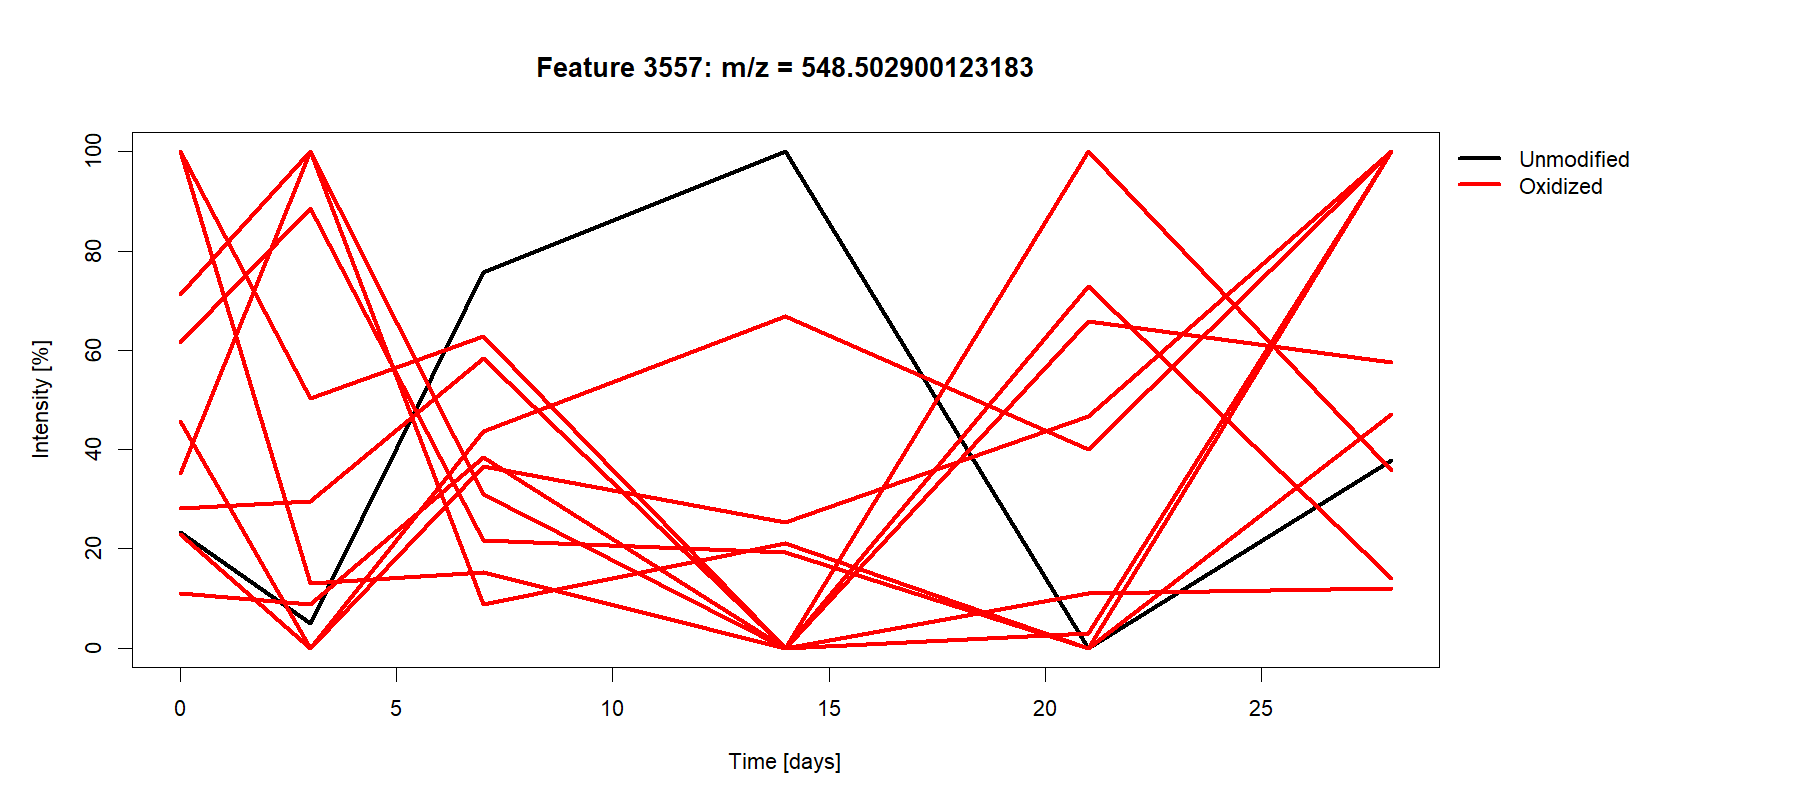 Feature 3557: m/z = 548.502900123183
Unmodified
Oxidized
Intensity [%]
100
80
60
40
20
0
0 5 10 15 20 25
Time [days]